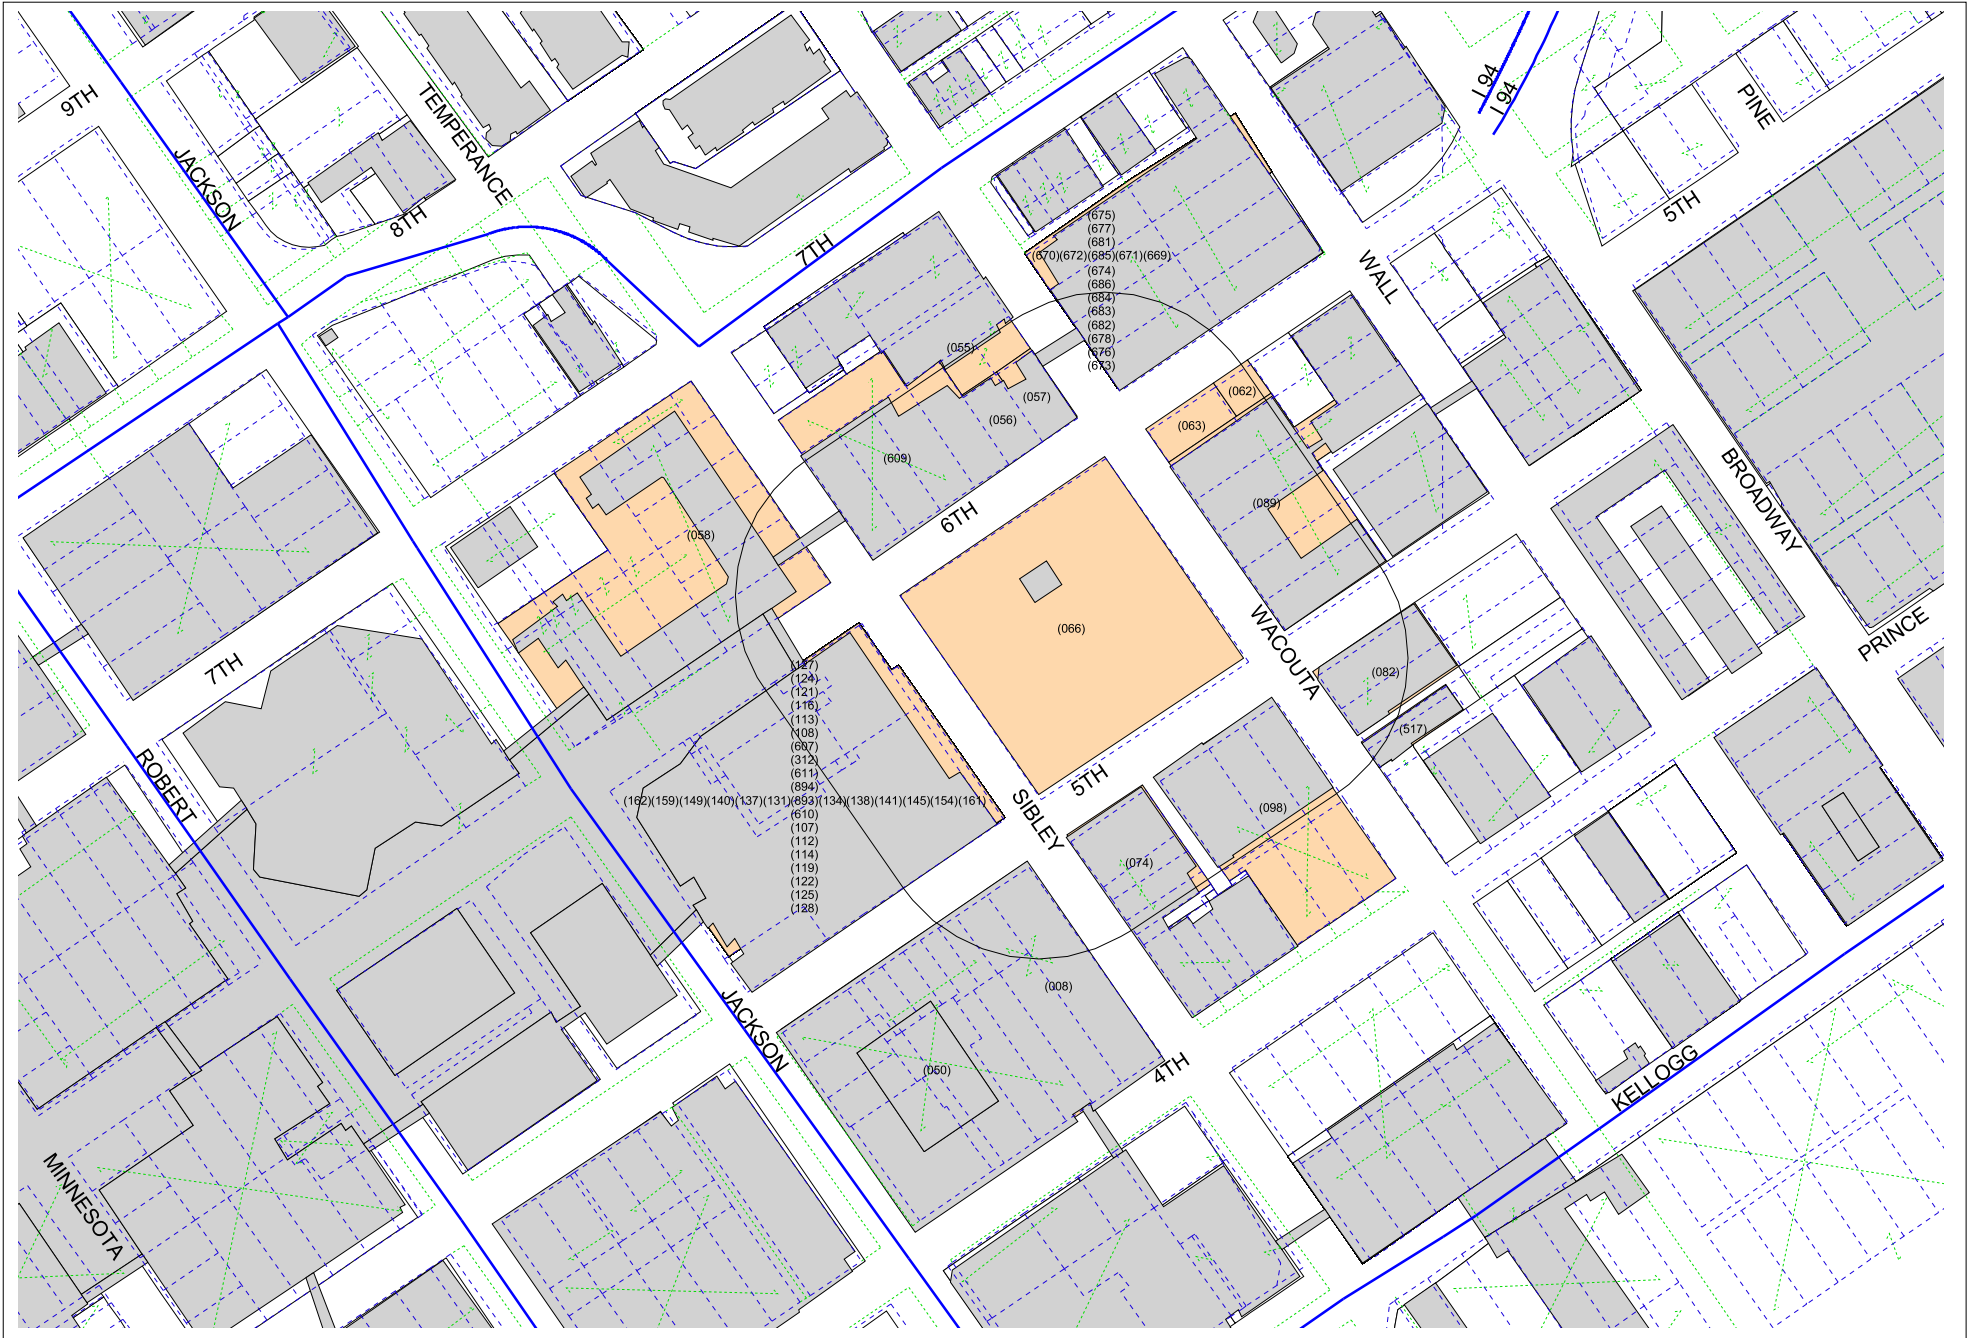 9TH
JACKSON
TEMPERANCE
8TH
7TH
I 94
I 94
PINE
5TH
WALL
(675)
(677)
(681)
(670)(672)(685)(671)(669)
(674)
(686)
(684)
(683)
(682)
(678)
(676)
(673)
(055)
(057)
(056)
(062)
(063)
(609)
(089)
(058)
6TH
BROADWAY
PRINCE
(066)
WACOUTA
(082)
(517)
7TH
ROBERT
(127)
(124)
(121)
(116)
(113)
(108)
(607)
(312)
(611)
(894)
(162)(159)(149)(140)(137)(131)(893)(134)(138)(141)(145)(154)(161)
(610)
(107)
(112)
(114)
(119)
(122)
(125)
(128)
SIBLEY
5TH
(098)
(074)
(008)
(050)
JACKSON
4TH
KELLOGG
MINNESOTA